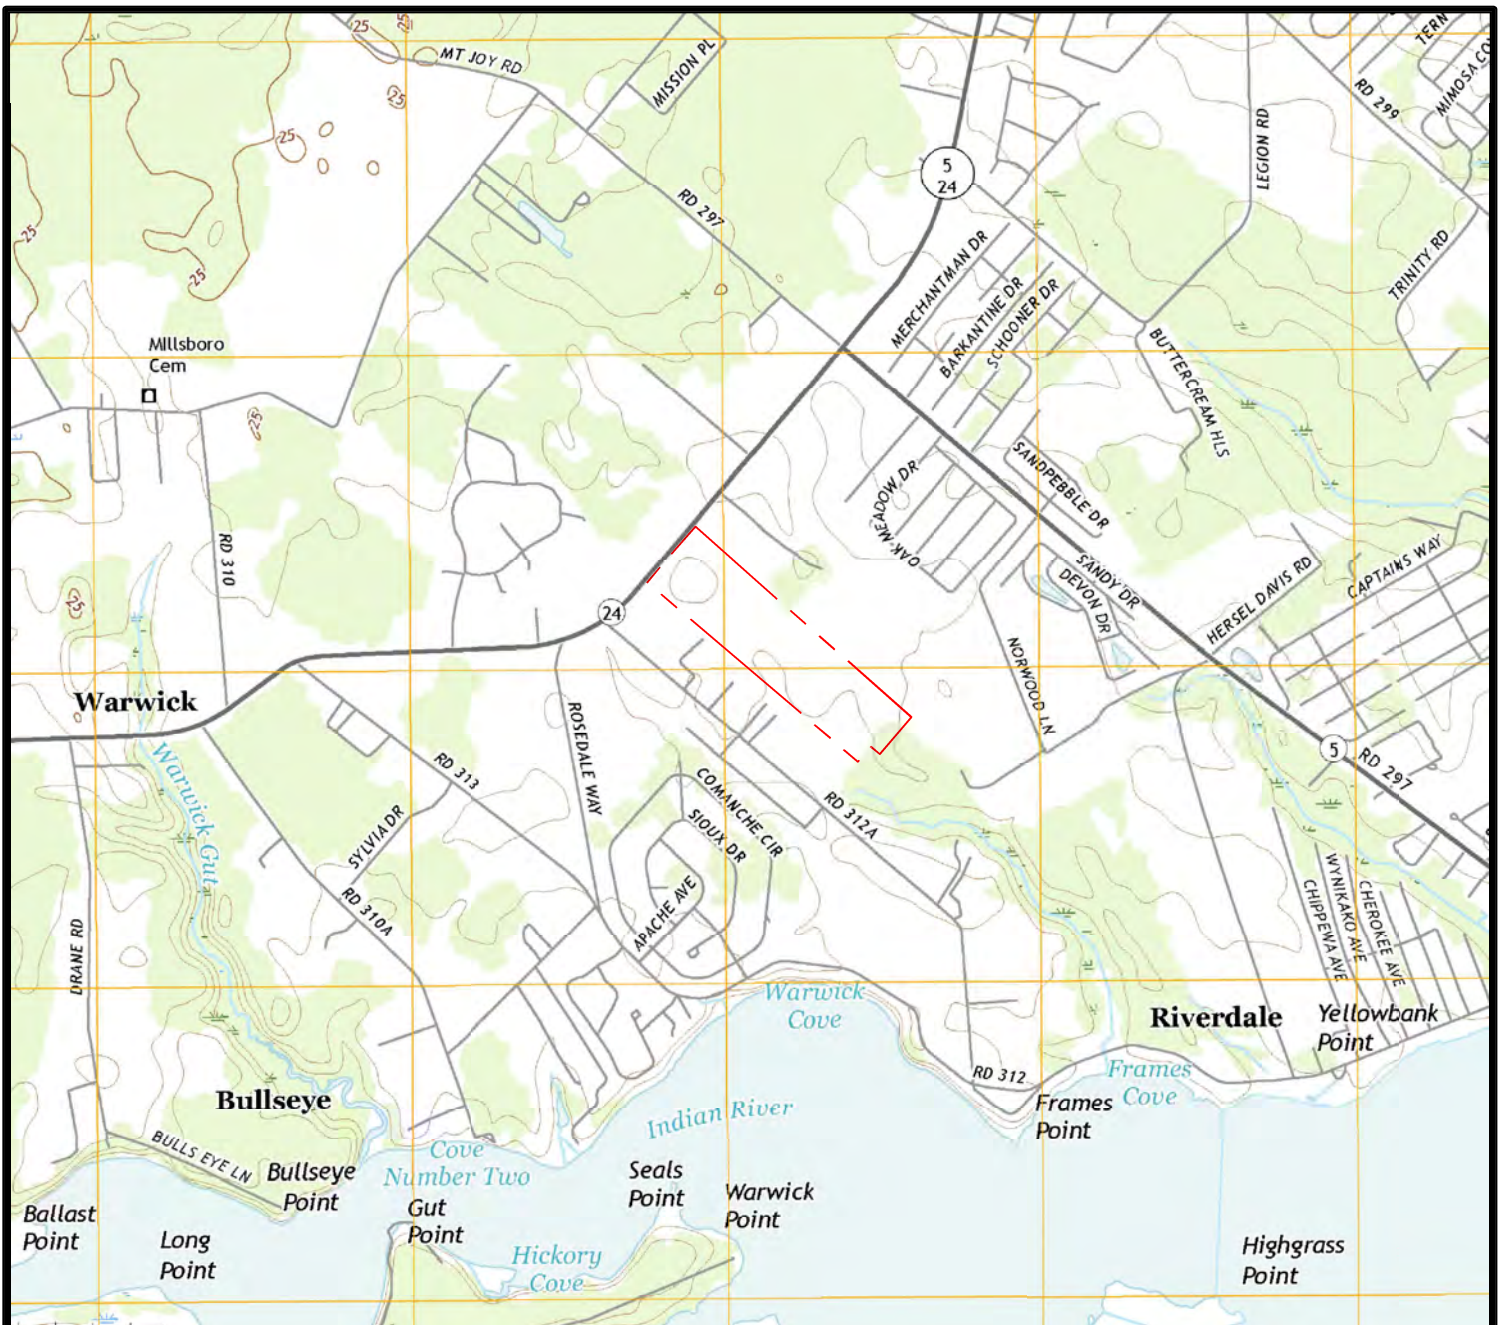 25
25
MT JOY RD
MISSION PL
25
25
RD 297
5
24
LEGION RD
RD 299
TERN
MIMOSA CO
TRINITY RD
25
25
MERCHANTMAN DR
BARKANTINE DR
SCHOONER DR
BUTTERCREAM HLS
Millsboro
Cem
25
SANDPEBBLE DR
OAK MEADOW DR
RD 310
25
SANDY DR
DEVON DR
HERSEL DAVIS RD
CAPTAINS WAY
24
NORWOOD LN
Warwick
ROSEDALE WAY
Warwick Gut
RD 313
5
RD 297
COMANCHE CIR
SIOUX DR
RD 312A
SYLVIA DR
RD 310A
APACHE AVE
WYNIKAKO AVE
CHIPPEWA AVE
CHEROKEE AVE
DRANE RD
Warwick
Cove
Riverdale
Yellowbank
Point
RD 312
Frames
Cove
Bullseye
Indian River
Frames
Point
BULLS EYE LN
Bullseye
Point
Cove
Number Two
Seals
Point
Warwick
Point
Gut
Point
Ballast
Point
Long
Point
Hickory
Cove
Highgrass
Point